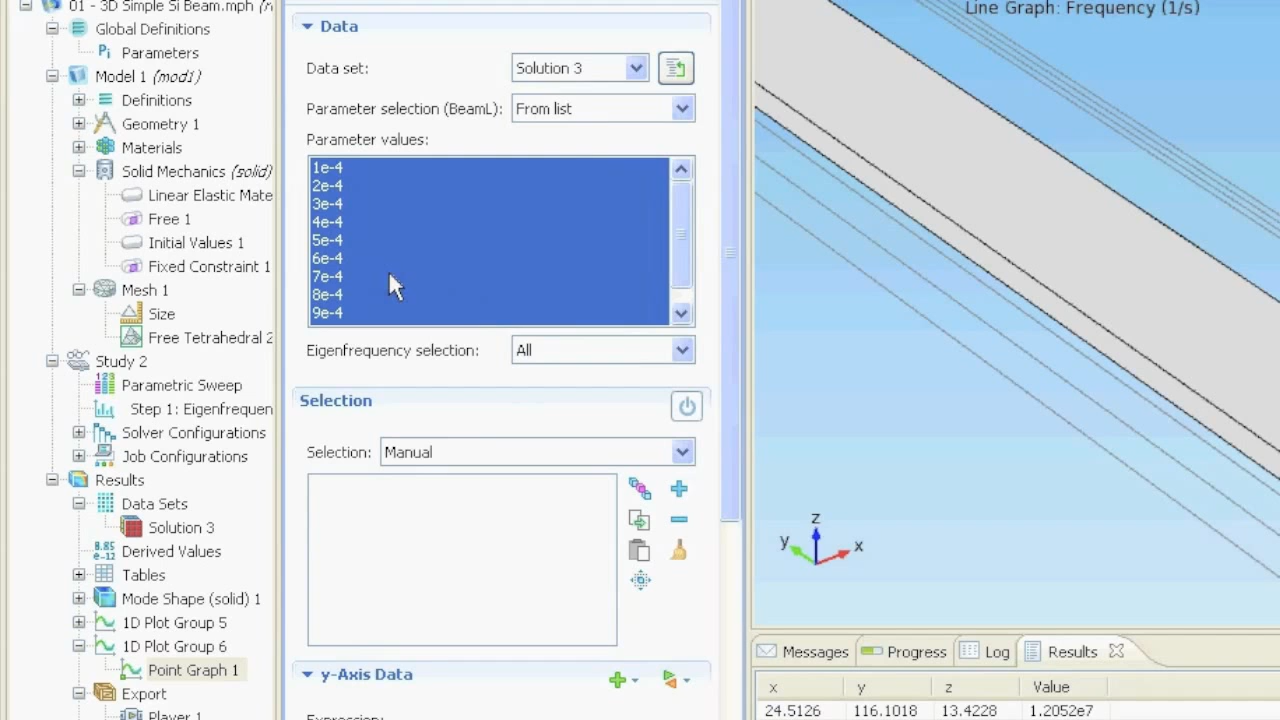 01 - 3D Simple Si Beam.mph
Global Definitions
Pi Parameters
Model 1 (mod1)
Definitions
Geometry 1
Materials
Solid Mechanics (solid)
Linear Elastic Mate
Free 1
Initial Values 1
Fixed Constraint 1
Mesh 1
Size
Free Tetrahedral 2
Study 2
Parametric Sweep
Step 1: Eigenfrequen
Solver Configurations
Job Configurations
Results
Data Sets
Solution 3
8.85
e-12
Derived Values
Tables
Mode Shape (solid) 1
1D Plot Group 5
1D Plot Group 6
Point Graph 1
Export
Player 1
Data
Data set: Solution 3
Parameter selection (BeamL): From list
Parameter values:
1e-4
2e-4
3e-4
4e-4
5e-4
6e-4
7e-4
8e-4
9e-4
Eigenfrequency selection: All
Selection
Selection: Manual
y-Axis Data
Expression:
Line Graph: Frequency (1/s)
z
y x
Messages Progress Log Results
x y z Value
24.5126 116.1018 13.4228 1.2052e7